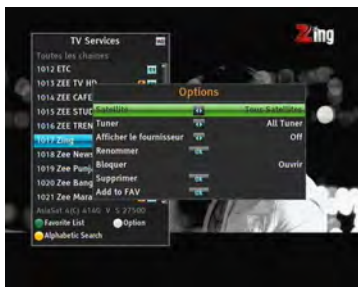 Zing
TV Services
Toutes les chaines
1012 ETC
1013 ZEE TV HD
1014 ZEE CAFE
1015 ZEE STUD
1016 ZEE TREN
1017 Zing
1018 Zee News
1019 Zee Punj
1020 Zee Bang
1021 Zee Mara
AsiaSat 4(C) 4140 V S 27500
Favorite List Option
Alphabetic Search
Options
Satellite Tous Satellites
Tuner All Tuner
Afficher le fournisseur Off
Renommer OK
Bloquer Ouvrir
Supprimer OK
Add to FAV OK